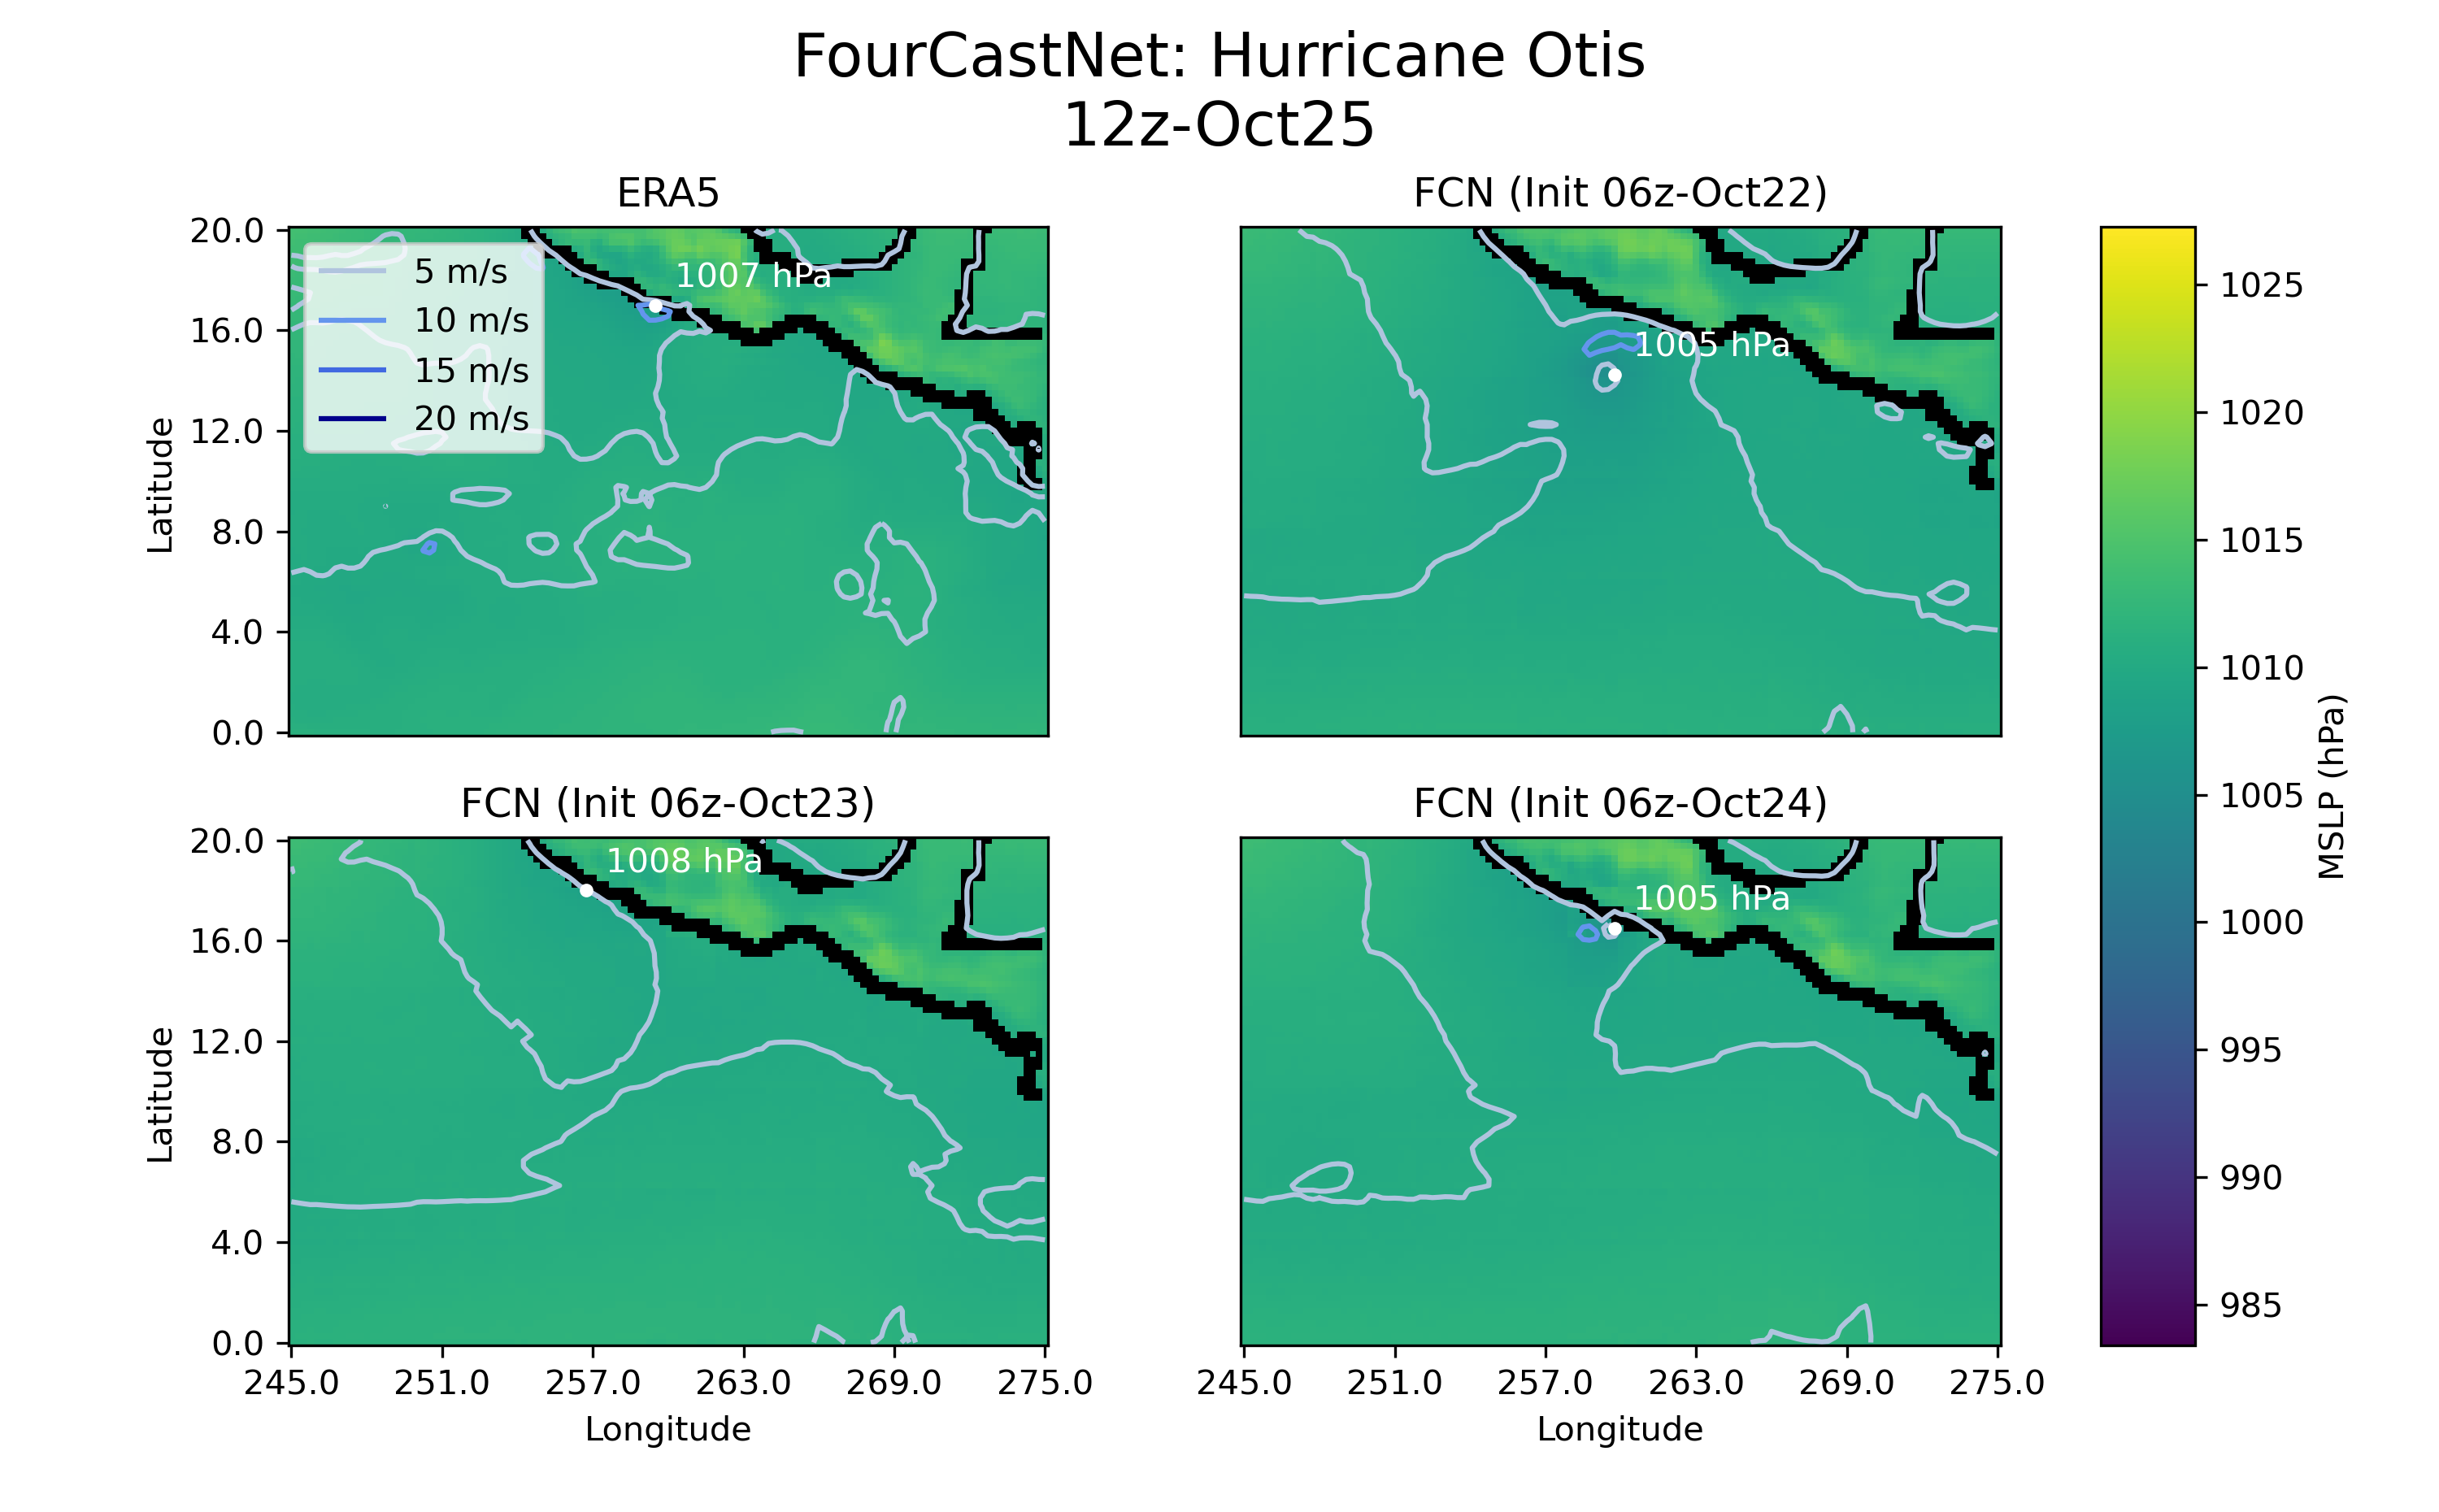 FourCastNet: Hurricane Otis
12z-Oct25
ERA5
FCN (Init 06z-Oct22)
20.0
16.0
12.0
8.0
4.0
0.0
Latitude
5 m/s
10 m/s
15 m/s
20 m/s
1007 hPa
1005 hPa
1025
1020
1015
1010
1005
1000
995
990
985
MSLP (hPa)
FCN (Init 06z-Oct23)
FCN (Init 06z-Oct24)
20.0
16.0
12.0
8.0
4.0
0.0
Latitude
1008 hPa
1005 hPa
245.0 251.0 257.0 263.0 269.0 275.0
Longitude
245.0 251.0 257.0 263.0 269.0 275.0
Longitude